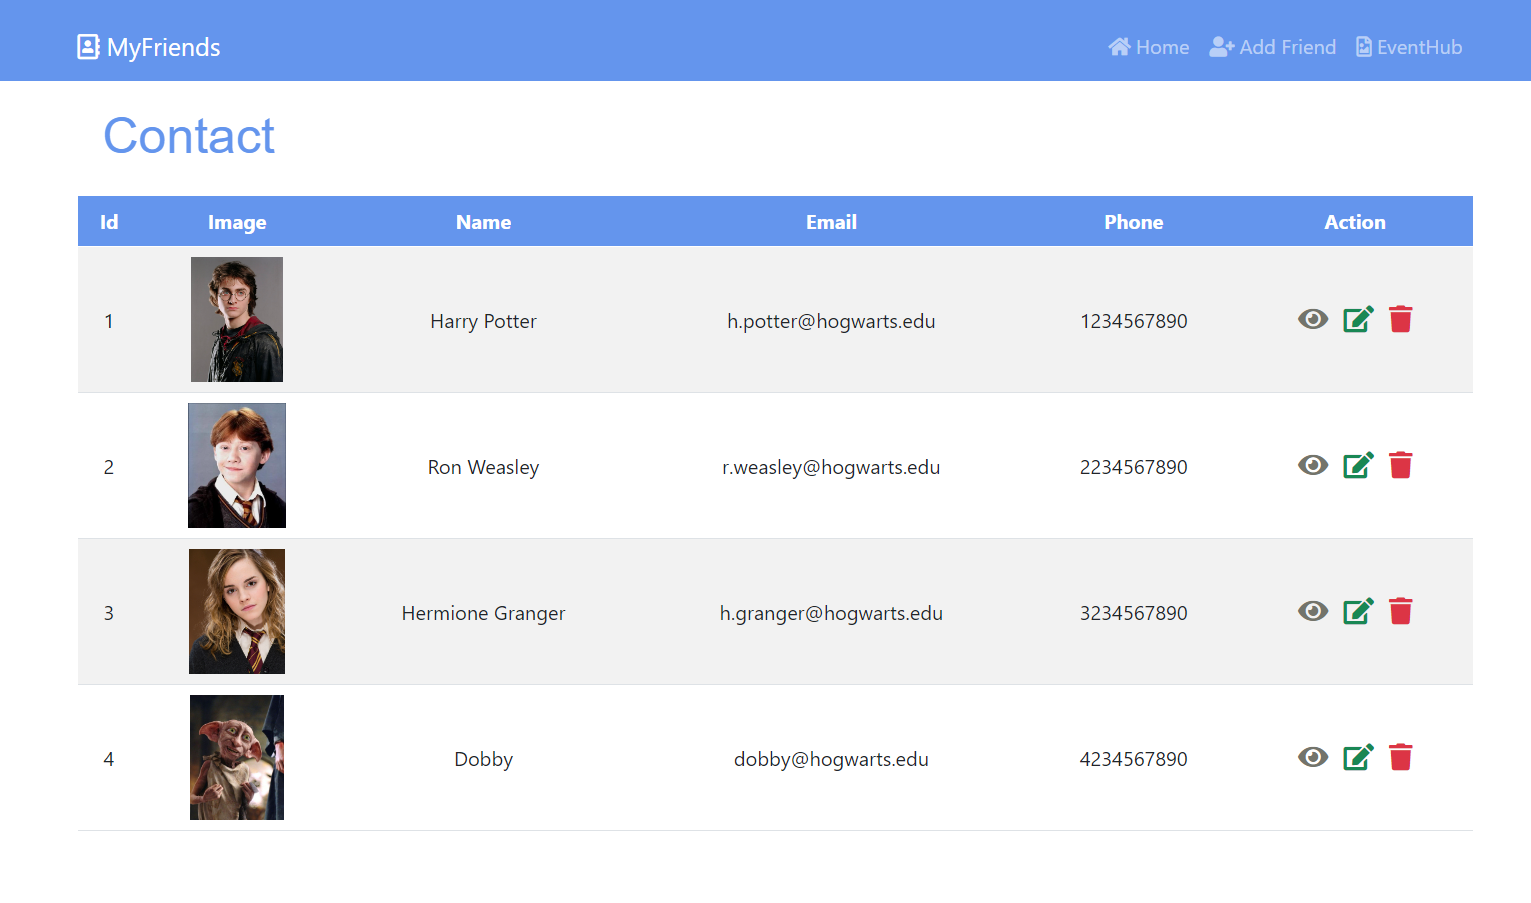 MyFriends Home Add Friend EventHub
Contact
Id Image Name Email Phone Action
1 Harry Potter h.potter@hogwarts.edu 1234567890
2 Ron Weasley r.weasley@hogwarts.edu 2234567890
3 Hermione Granger h.granger@hogwarts.edu 3234567890
4 Dobby dobby@hogwarts.edu 4234567890